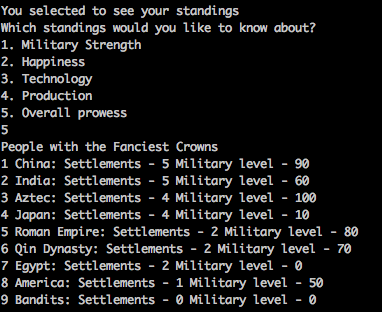 You selected to see your standings
Which standings would you like to know about?
1. Military Strength
2. Happiness
3. Technology
4. Production
5. Overall prowess
5
People with the Fanciest Crowns
1 China: Settlements - 5 Military level - 90
2 India: Settlements - 5 Military level - 60
3 Aztec: Settlements - 4 Military level - 100
4 Japan: Settlements - 4 Military level - 10
5 Roman Empire: Settlements - 2 Military level - 80
6 Qin Dynasty: Settlements - 2 Military level - 70
7 Egypt: Settlements - 2 Military level - 0
8 America: Settlements - 1 Military level - 50
9 Bandits: Settlements - 0 Military level - 0